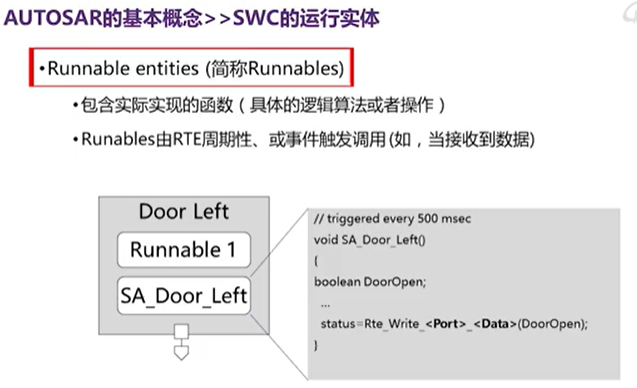 AUTOSAR的基本概念>>SWC的运行实体
•Runnable entities (简称Runnables)
•包含实际实现的函数（具体的逻辑算法或者操作）
•Runables由RTE周期性、或事件触发调用(如，当接收到数据)
Door Left
Runnable 1
SA_Door_Left
// triggered every 500 msec
void SA_Door_Left()
{
boolean DoorOpen;
...
status=Rte_Write_<Port>_<Data>(DoorOpen);
}